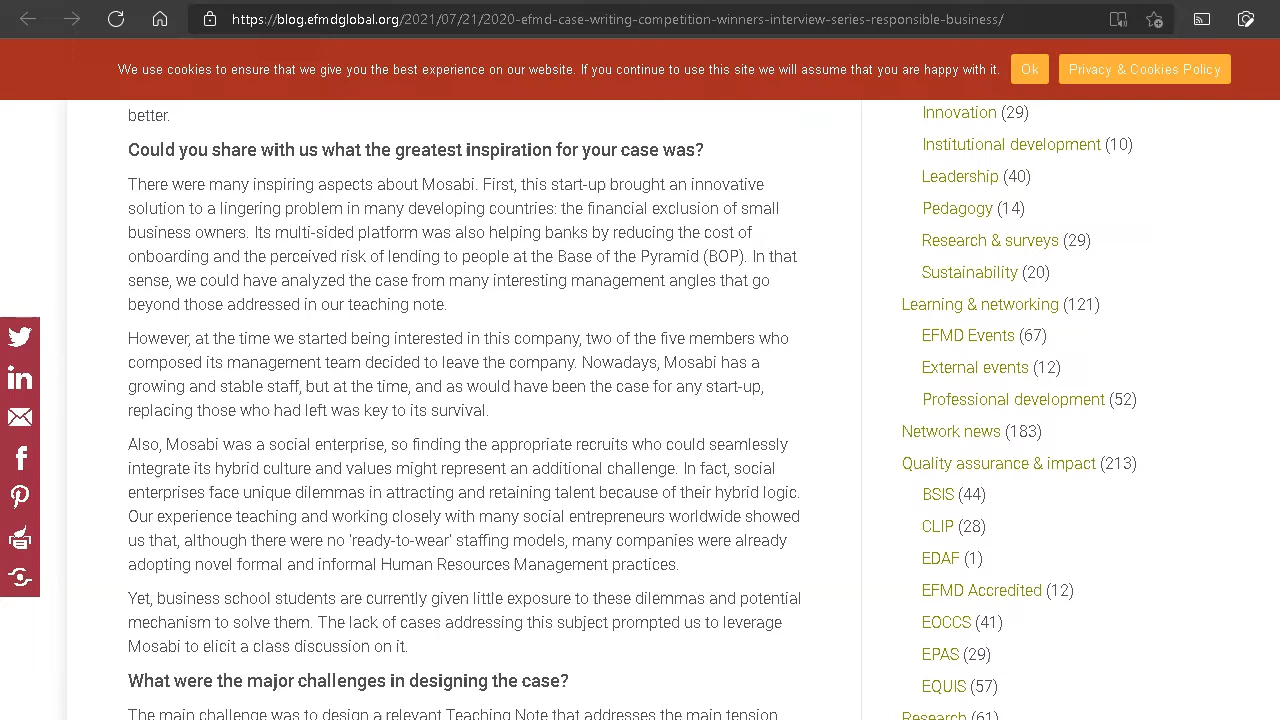 https://blog.efmdglobal.org/2021/07/21/2020-efmd-case-writing-competition-winners-interview-series-responsible-business/
We use cookies to ensure that we give you the best experience on our website. If you continue to use this site we will assume that you are happy with it.
Ok
Privacy & Cookies Policy
better.
Could you share with us what the greatest inspiration for your case was?
There were many inspiring aspects about Mosabi. First, this start-up brought an innovative
solution to a lingering problem in many developing countries: the financial exclusion of small
business owners. Its multi-sided platform was also helping banks by reducing the cost of
onboarding and the perceived risk of lending to people at the Base of the Pyramid (BOP). In that
sense, we could have analyzed the case from many interesting management angles that go
beyond those addressed in our teaching note.
However, at the time we started being interested in this company, two of the five members who
composed its management team decided to leave the company. Nowadays, Mosabi has a
growing and stable staff, but at the time, and as would have been the case for any start-up,
replacing those who had left was key to its survival.
Also, Mosabi was a social enterprise, so finding the appropriate recruits who could seamlessly
integrate its hybrid culture and values might represent an additional challenge. In fact, social
enterprises face unique dilemmas in attracting and retaining talent because of their hybrid logic.
Our experience teaching and working closely with many social entrepreneurs worldwide showed
us that, although there were no 'ready-to-wear' staffing models, many companies were already
adopting novel formal and informal Human Resources Management practices.
Yet, business school students are currently given little exposure to these dilemmas and potential
mechanism to solve them. The lack of cases addressing this subject prompted us to leverage
Mosabi to elicit a class discussion on it.
What were the major challenges in designing the case?
The main challenge was to design a relevant Teaching Note that addresses the main tension
Innovation (29)
Institutional development (10)
Leadership (40)
Pedagogy (14)
Research & surveys (29)
Sustainability (20)
Learning & networking (121)
EFMD Events (67)
External events (12)
Professional development (52)
Network news (183)
Quality assurance & impact (213)
BSIS (44)
CLIP (28)
EDAF (1)
EFMD Accredited (12)
EOCCS (41)
EPAS (29)
EQUIS (57)
Research (61)